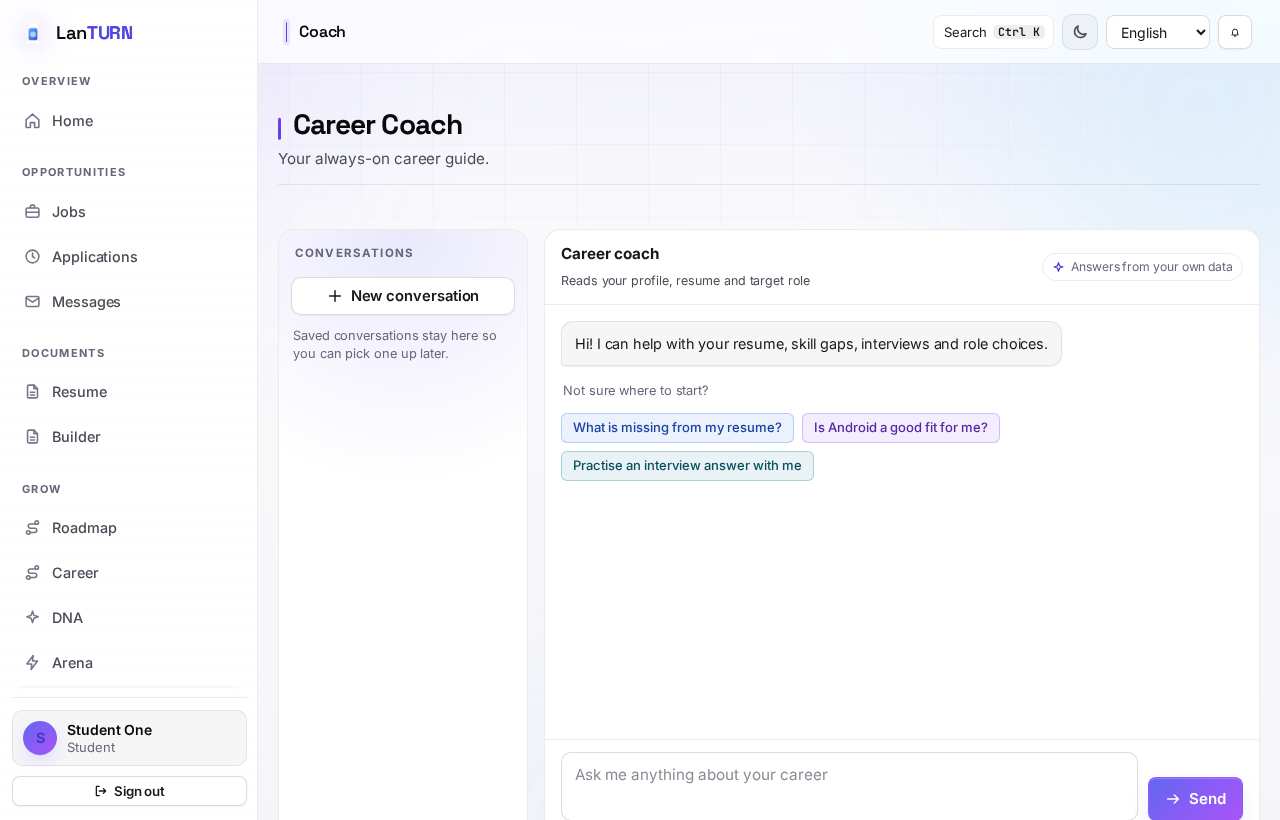 LanTURN
OVERVIEW
Home
OPPORTUNITIES
Jobs
Applications
Messages
DOCUMENTS
Resume
Builder
GROW
Roadmap
Career
DNA
Arena
S
Student One
Student
Sign out
Coach
Search Ctrl K
English
Career Coach
Your always-on career guide.
CONVERSATIONS
New conversation
Saved conversations stay here so
you can pick one up later.
Career coach
Reads your profile, resume and target role
Answers from your own data
Hi! I can help with your resume, skill gaps, interviews and role choices.
Not sure where to start?
What is missing from my resume?
Is Android a good fit for me?
Practise an interview answer with me
Ask me anything about your career
Send